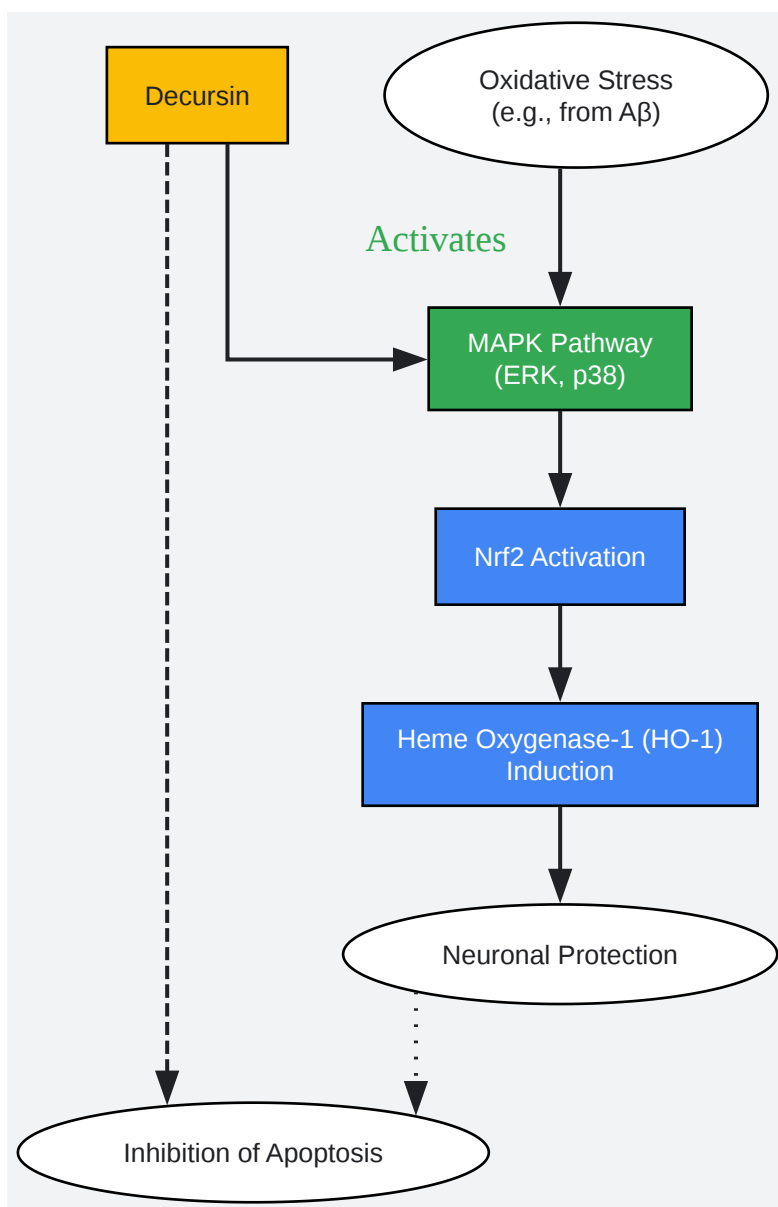 Decursin
Oxidative Stress
(e.g., from Aβ)
Activates
MAPK Pathway
(ERK, p38)
Nrf2 Activation
Heme Oxygenase-1 (HO-1)
Induction
Neuronal Protection
Inhibition of Apoptosis